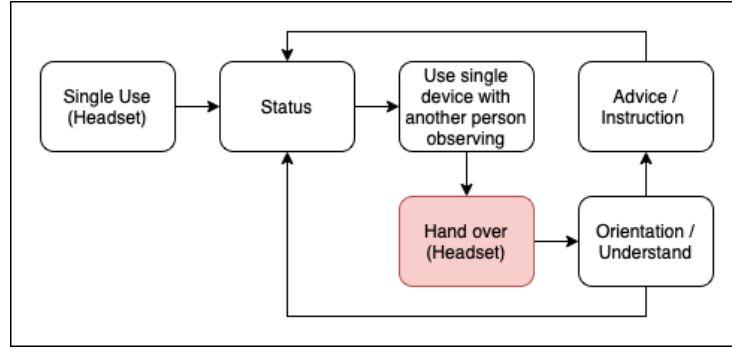 Single Use
(Headset)
Status
Use single
device with
another person
observing
Advice /
Instruction
Hand over
(Headset)
Orientation /
Understand